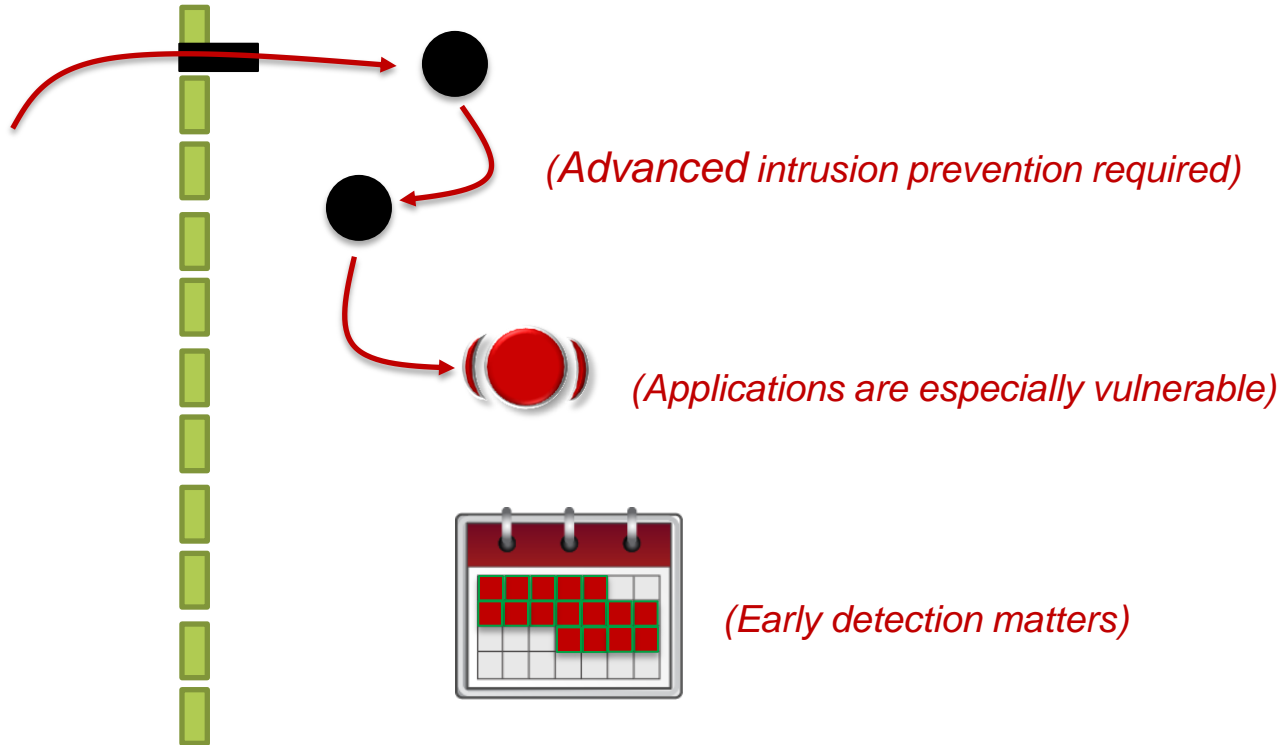 (Advanced intrusion prevention required)
(Applications are especially vulnerable)
(Early detection matters)